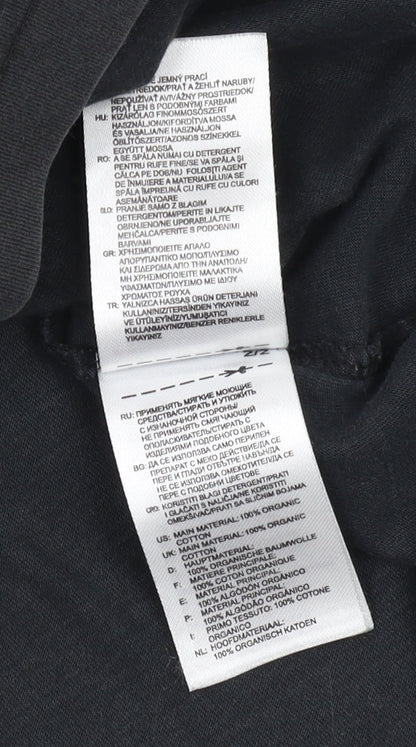 JEMNÝ PRACÍ
PROSTRIEDOK/PRAŤ A ŽEHLIŤ NARUBY/
NEPOUŽÍVAŤ AVIVÁŽNY PROSTRIEDOK/
PRAŤ LEN S PODOBNÝMI FARBAMI
HU: KIZÁRÓLAG FINOMMOSÓSZERT
HASZNÁLJON/KIFORDÍTVA MOSSA
ÉS VASALJA/NE HASZNÁLJON
ÖBLÍTŐSZERT/AZONOS SZÍNEKKEL
EGYÜTT MOSSA
RO: A SE SPĂLA NUMAI CU DETERGENT
PENTRU RUFE FINE/SE VA SPĂLA ŞI
CĂLCA PE DOS/NU FOLOSIŢI AGENT
DE ÎNMUIERE A MATERIALULUI/A SE
SPĂLA ÎMPREUNĂ CU RUFE CU CULORI
ASEMĂNĂTOARE
SLO: PRANJE SAMO Z BLAGIM
DETERGENTOM/PERITE IN LIKAJTE
OBRNJENO/NE UPORABLJAJTE
MEHČALCA/PERITE S PODOBNIMI
BARVAMI
GR: ΧΡΗΣΙΜΟΠΟΙΕΙΤΕ ΑΠΑΛΟ
ΑΠΟΡΥΠΑΝΤΙΚΟ ΜΟΝΟ/ΠΛΥΣΙΜΟ
ΚΑΙ ΣΙΔΕΡΩΜΑ ΑΠΟ ΤΗΝ ΑΝΑΠΟΔΗ/
ΜΗ ΧΡΗΣΙΜΟΠΟΙΕΙΤΕ ΜΑΛΑΚΤΙΚΑ
ΥΦΑΣΜΑΤΩΝ/ΠΛΥΣΙΜΟ ΜΕ ΙΔΙΟΥ
ΧΡΩΜΑΤΟΣ ΡΟΥΧΑ
TR: YALNIZCA HASSAS ÜRÜN DETERJANI
KULLANINIZ/TERSİNDEN YIKAYINIZ
VE ÜTÜLEYİNİZ/YUMUŞATICI
KULLANMAYINIZ/BENZER RENKLERLE
YIKAYINIZ
2/2
RU: ПРИМЕНЯТЬ МЯГКИЕ МОЮЩИЕ
СРЕДСТВА/СТИРАТЬ И УТЮЖИТЬ
С ИЗНАНОЧНОЙ СТОРОНЫ/
НЕ ПРИМЕНЯТЬ СМЯГЧАЮЩИЙ
ОПОЛАСКИВАТЕЛЬ/СТИРАТЬ С
ИЗДЕЛИЯМИ ПОДОБНОГО ЦВЕТА
BG: ДА СЕ ИЗПОЛЗВА САМО ПЕРИЛЕН
ПРЕПАРАТ С МЕКО ДЕЙСТВИЕ/ДА СЕ
ПЕРЕ И ГЛАДИ ОТВЪТРЕ НАВЪН/ДА
НЕ СЕ ИЗПОЛЗВА ОМЕКОТИТЕЛ/ДА СЕ
ПЕРЕ С ПОДОБНИ ЦВЕТОВЕ
CRO: KORISTITI BLAGI DETERGENT/PRATI
I GLAČATI S NALIČJA/NE KORISTITI
OMEKŠIVAČ/PRATI SA SLIČNIM BOJAMA
US: MAIN MATERIAL: 100% ORGANIC
COTTON
UK: MAIN MATERIAL: 100% ORGANIC
COTTON
D: HAUPTMATERIAL:
100% ORGANISCHE BAUMWOLLE
F: MATIERE PRINCIPALE:
100% COTON ORGANIQUE
E: MATERIAL PRINCIPAL:
100% ALGODÓN ORGÁNICO
P: MATERIAL PRINCIPAL:
100% ALGODÃO ORGÂNICO
I: PRIMO TESSUTO: 100% COTONE
ORGANICO
NL: HOOFDMATERIAAL:
100% ORGANISCH KATOEN